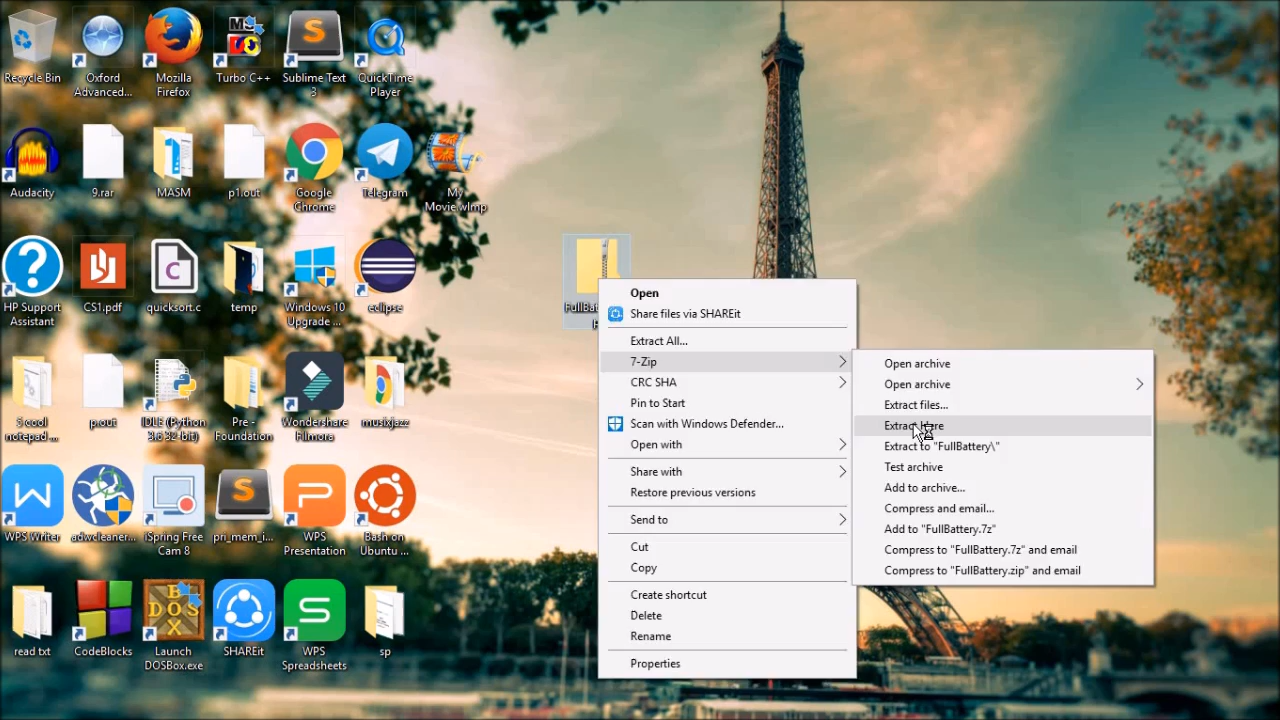 Recycle Bin
Oxford
Advanced...
Mozilla
Firefox
Turbo C++
Sublime Text
3
QuickTime
Player
Audacity
9.rar
MASM
p1.out
Google
Chrome
Telegram
My
Movie.wlmp
HP Support
Assistant
CS1.pdf
quicksort.c
temp
Windows 10
Upgrade ...
eclipse
5 cool
notepad ...
p.out
IDLE (Python
3.6 32-bit)
Pre -
Foundation
Wondershare
Filmora
musixjazz
WPS Writer
adwcleaner...
iSpring Free
Cam 8
pri_mem_i...
WPS
Presentation
Bash on
Ubuntu ...
read txt
CodeBlocks
Launch
DOSBox.exe
SHAREit
WPS
Spreadsheets
sp
FullBat
p
Open
Share files via SHAREit
Extract All...
7-Zip
CRC SHA
Pin to Start
Scan with Windows Defender...
Open with
Share with
Restore previous versions
Send to
Cut
Copy
Create shortcut
Delete
Rename
Properties
Open archive
Open archive
Extract files...
Extract Here
Extract to "FullBattery\"
Test archive
Add to archive...
Compress and email...
Add to "FullBattery.7z"
Compress to "FullBattery.7z" and email
Compress to "FullBattery.zip" and email